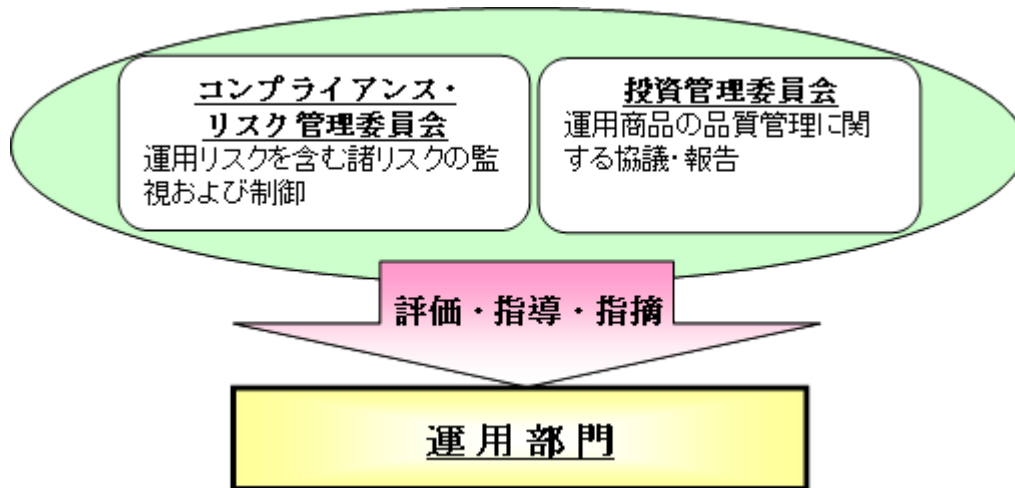 コンプライアンス・
リスク管理委員会
運用リスクを含む諸リスクの監
視および制御
投資管理委員会
運用商品の品質管理に関
する協議・報告
評価・指導・指摘
運用部門